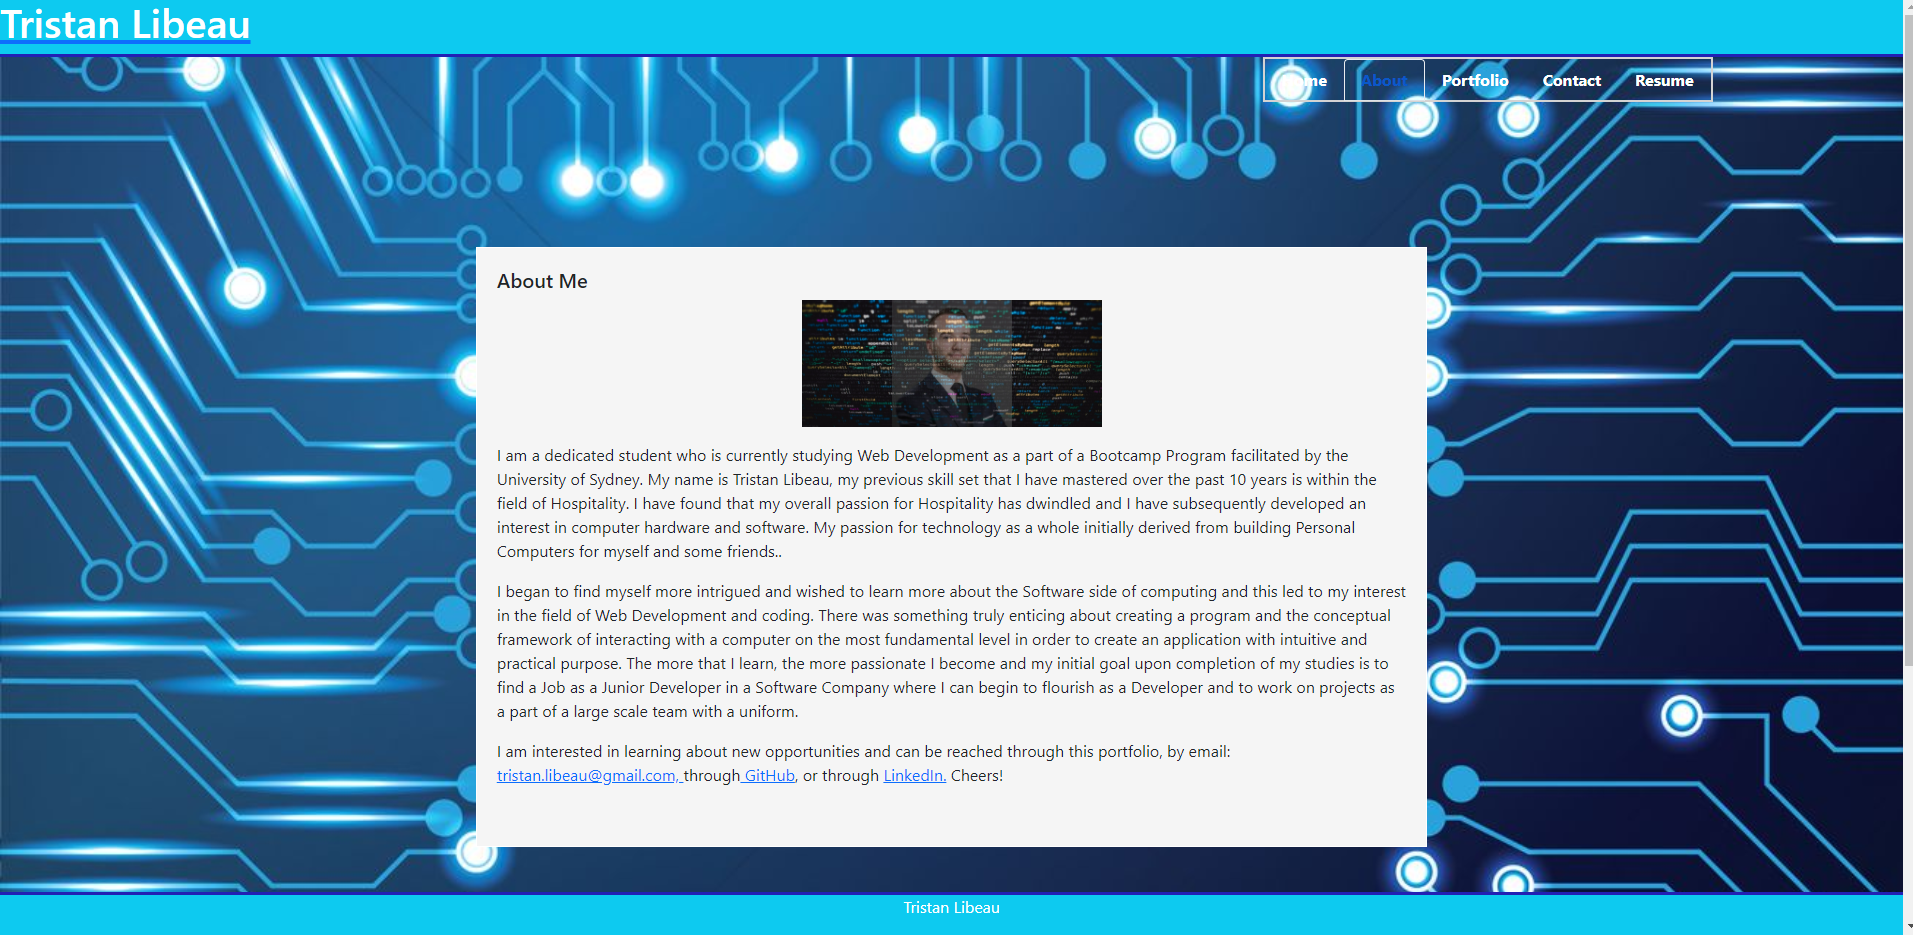 Tristan Libeau
Home About Portfolio Contact Resume
About Me
I am a dedicated student who is currently studying Web Development as a part of a Bootcamp Program facilitated by the
University of Sydney. My name is Tristan Libeau, my previous skill set that I have mastered over the past 10 years is within the
field of Hospitality. I have found that my overall passion for Hospitality has dwindled and I have subsequently developed an
interest in computer hardware and software. My passion for technology as a whole initially derived from building Personal
Computers for myself and some friends..
I began to find myself more intrigued and wished to learn more about the Software side of computing and this led to my interest
in the field of Web Development and coding. There was something truly enticing about creating a program and the conceptual
framework of interacting with a computer on the most fundamental level in order to create an application with intuitive and
practical purpose. The more that I learn, the more passionate I become and my initial goal upon completion of my studies is to
find a Job as a Junior Developer in a Software Company where I can begin to flourish as a Developer and to work on projects as
a part of a large scale team with a uniform.
I am interested in learning about new opportunities and can be reached through this portfolio, by email:
tristan.libeau@gmail.com, through GitHub, or through LinkedIn. Cheers!
Tristan Libeau